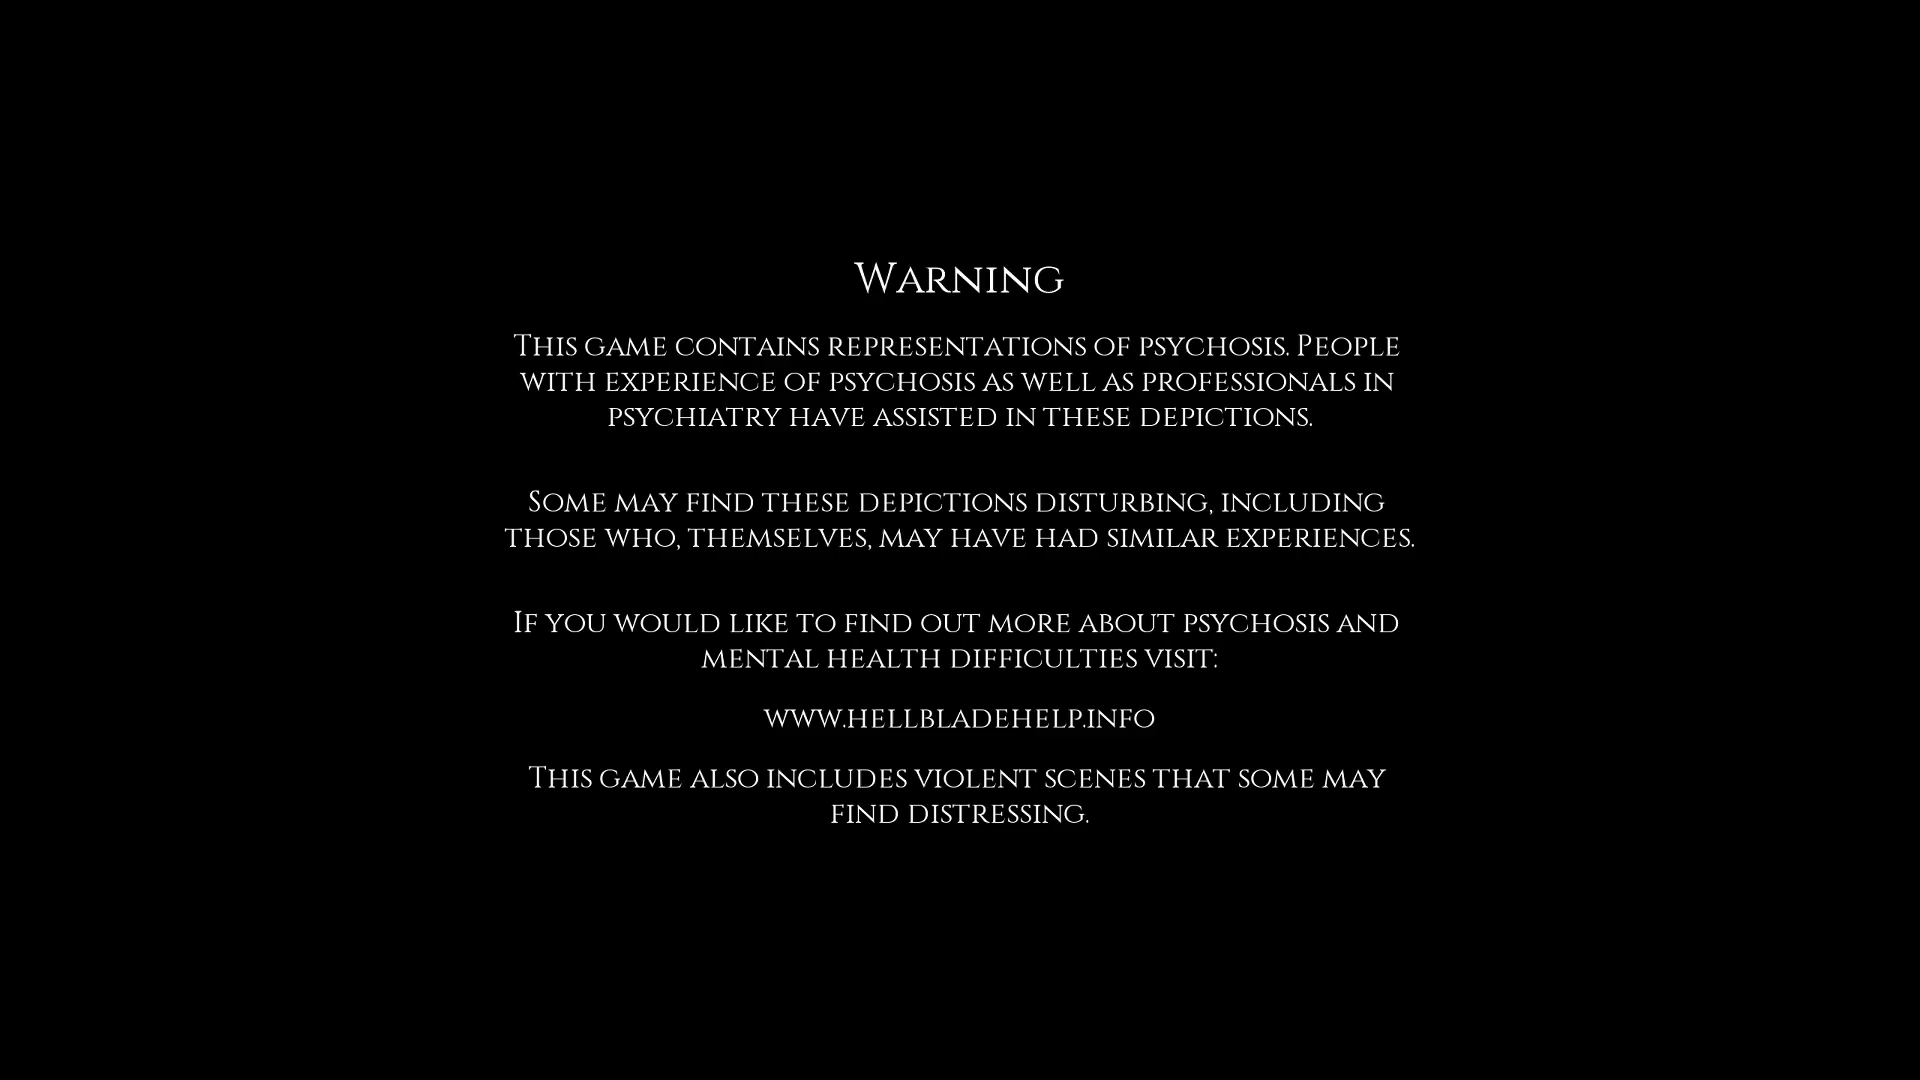 Warning
This game contains representations of psychosis. People
with experience of psychosis as well as professionals in
psychiatry have assisted in these depictions.
Some may find these depictions disturbing, including
those who, themselves, may have had similar experiences.
If you would like to find out more about psychosis and
mental health difficulties visit:
www.hellbladehelp.info
This game also includes violent scenes that some may
find distressing.